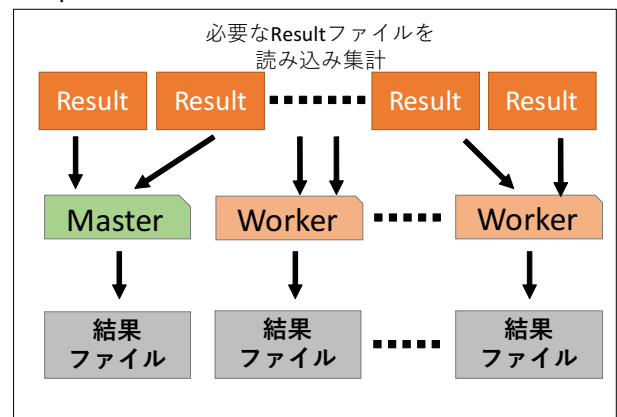 必要なResultファイルを
読み込み集計
Result
Result
Result
Result
Master
Worker
Worker
結果
ファイル
結果
ファイル
結果
ファイル